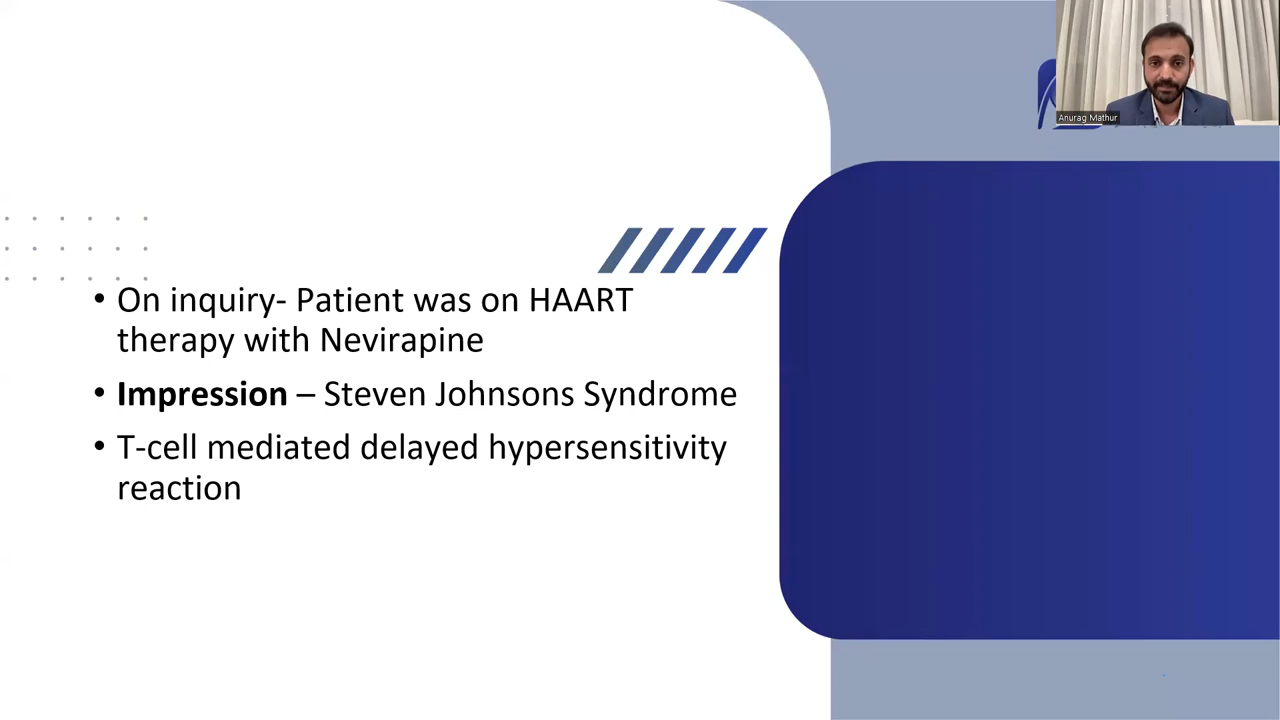 Anurag Mathur
• On inquiry- Patient was on HAART
therapy with Nevirapine
• Impression – Steven Johnsons Syndrome
• T-cell mediated delayed hypersensitivity
reaction